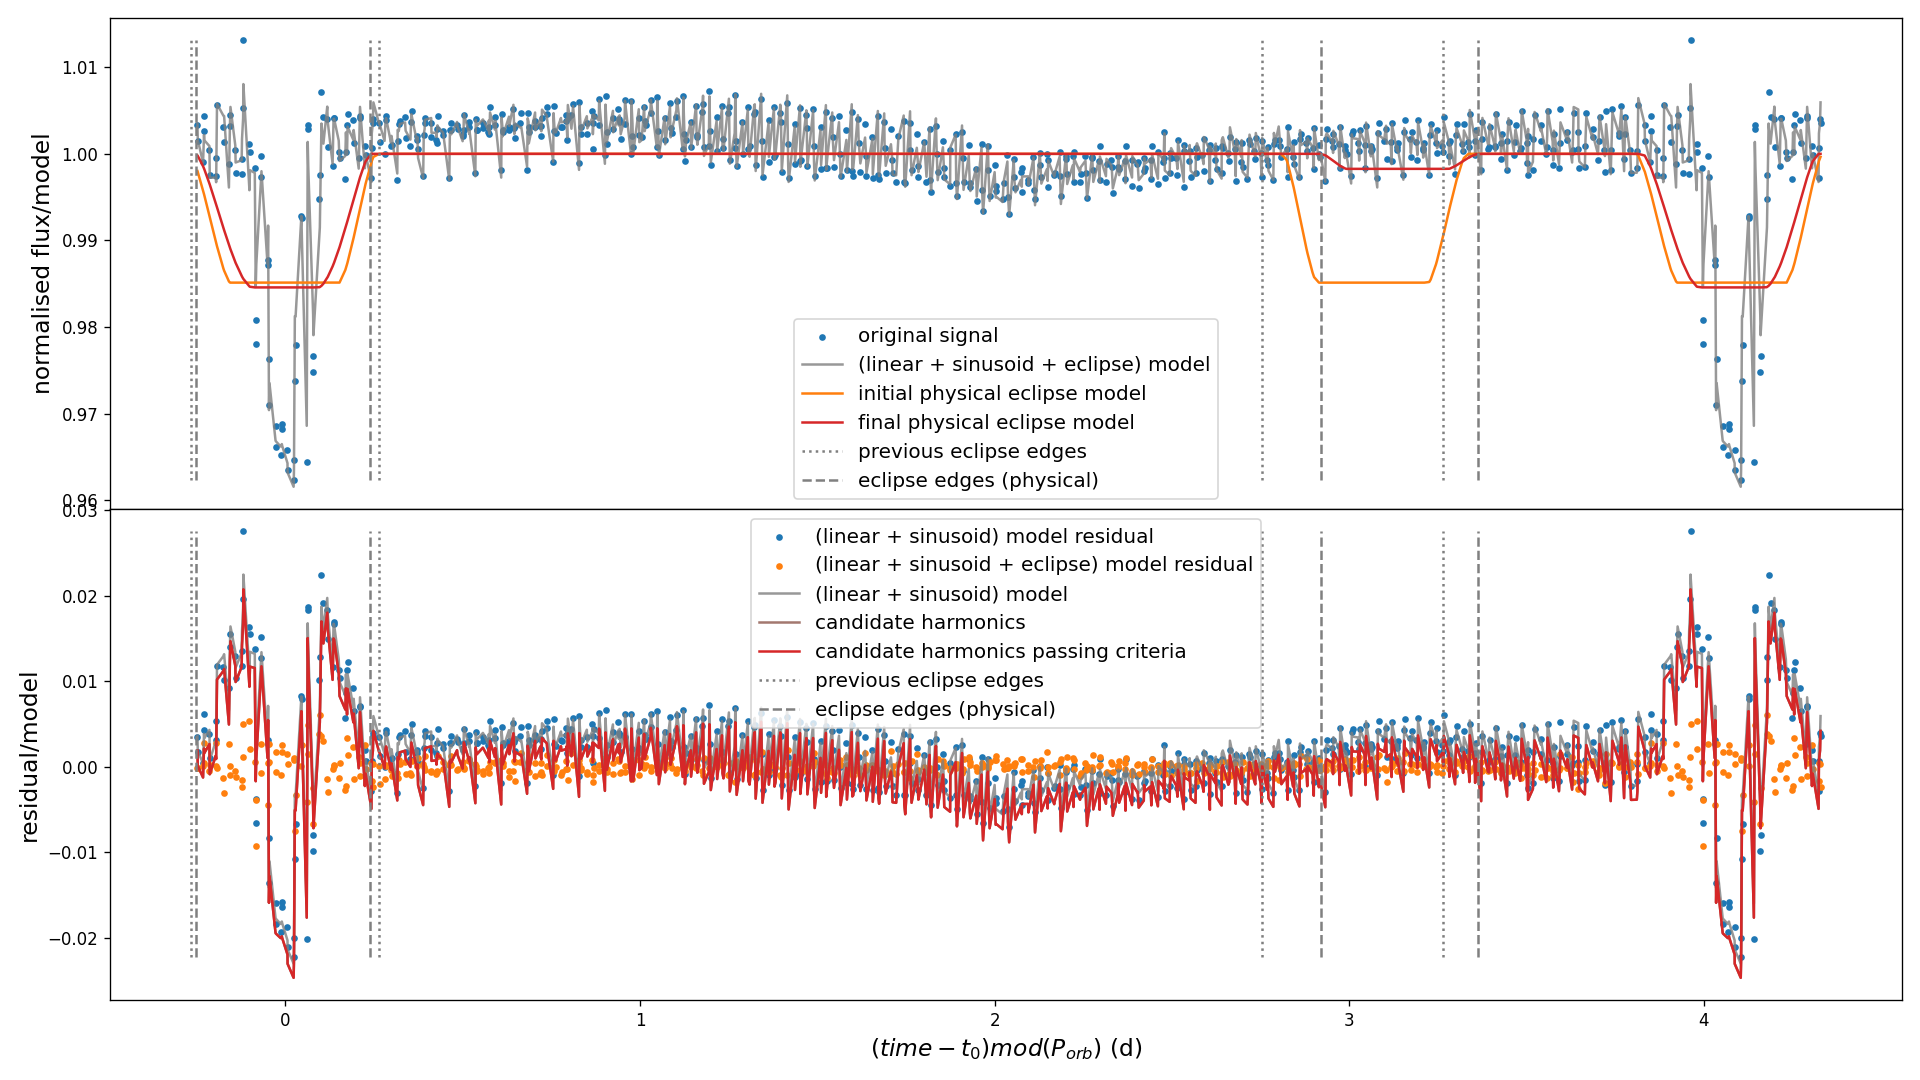 normalised flux/model
1.01
1.00
0.99
0.98
0.97
0.96
original signal
(linear + sinusoid + eclipse) model
initial physical eclipse model
final physical eclipse model
previous eclipse edges
eclipse edges (physical)
residual/model
0.03
0.02
0.01
0.00
−0.01
−0.02
(linear + sinusoid) model residual
(linear + sinusoid + eclipse) model residual
(linear + sinusoid) model
candidate harmonics
candidate harmonics passing criteria
previous eclipse edges
eclipse edges (physical)
0 1 2 3 4
(time − t₀)mod(Pₒᵣb) (d)